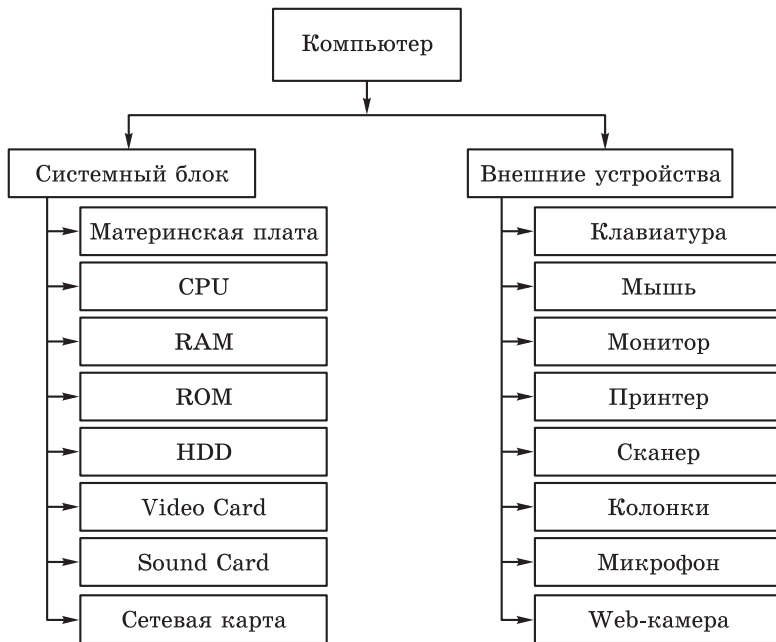 Компьютер
Системный блок
Материнская плата
CPU
RAM
ROM
HDD
Video Card
Sound Card
Сетевая карта
Внешние устройства
Клавиатура
Мышь
Монитор
Принтер
Сканер
Колонки
Микрофон
Web-камера